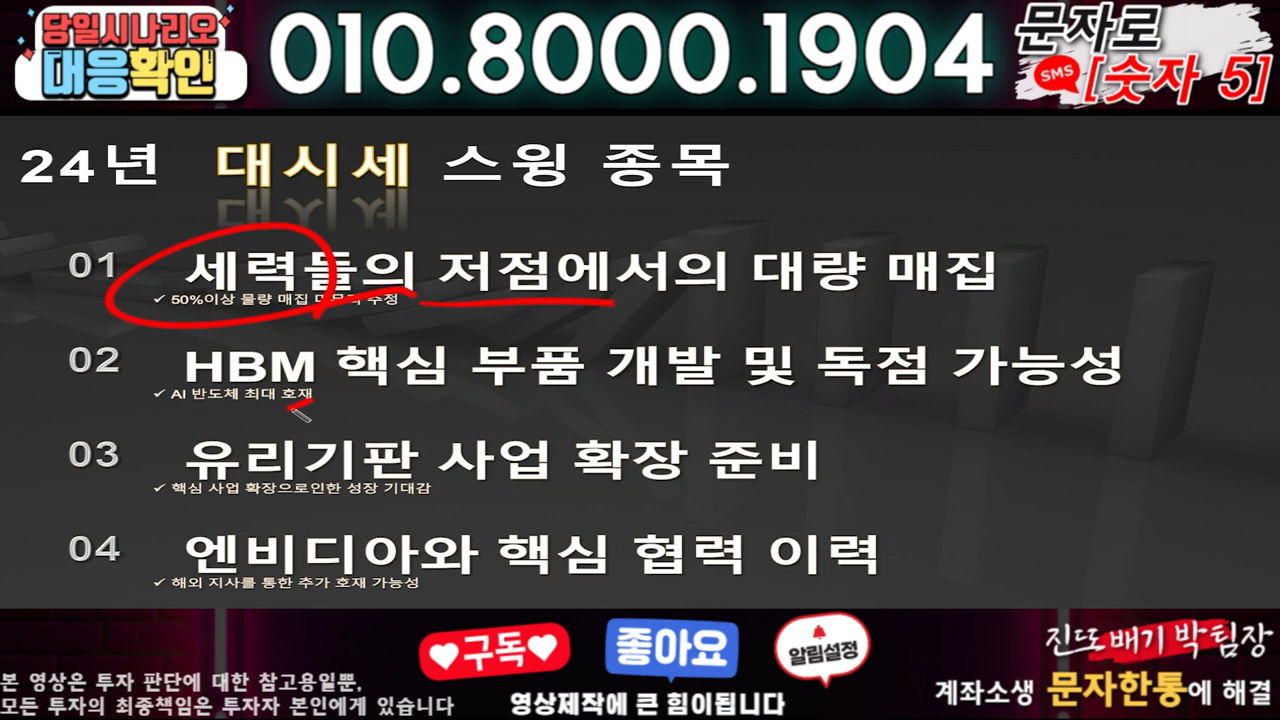 당일시나리오
대응확인
010.8000.1904
문자로
SMS
[숫자 5]
24년 대시세 스윙 종목
01 세력들의 저점에서의 대량 매집
✓ 50%이상 물량 매집 추정
02 HBM 핵심 부품 개발 및 독점 가능성
✓ AI 반도체 최대 호재
03 유리기판 사업 확장 준비
✓ 핵심 사업 확장으로인한 성장 기대감
04 엔비디아와 핵심 협력 이력
✓ 해외 지사를 통한 추가 호재 가능성
본 영상은 투자 판단에 대한 참고용일뿐,
모든 투자의 최종책임은 투자자 본인에게 있습니다
구독
좋아요
알림설정
영상제작에 큰 힘이됩니다
진또배기 박팀장
계좌소생 문자한통에 해결